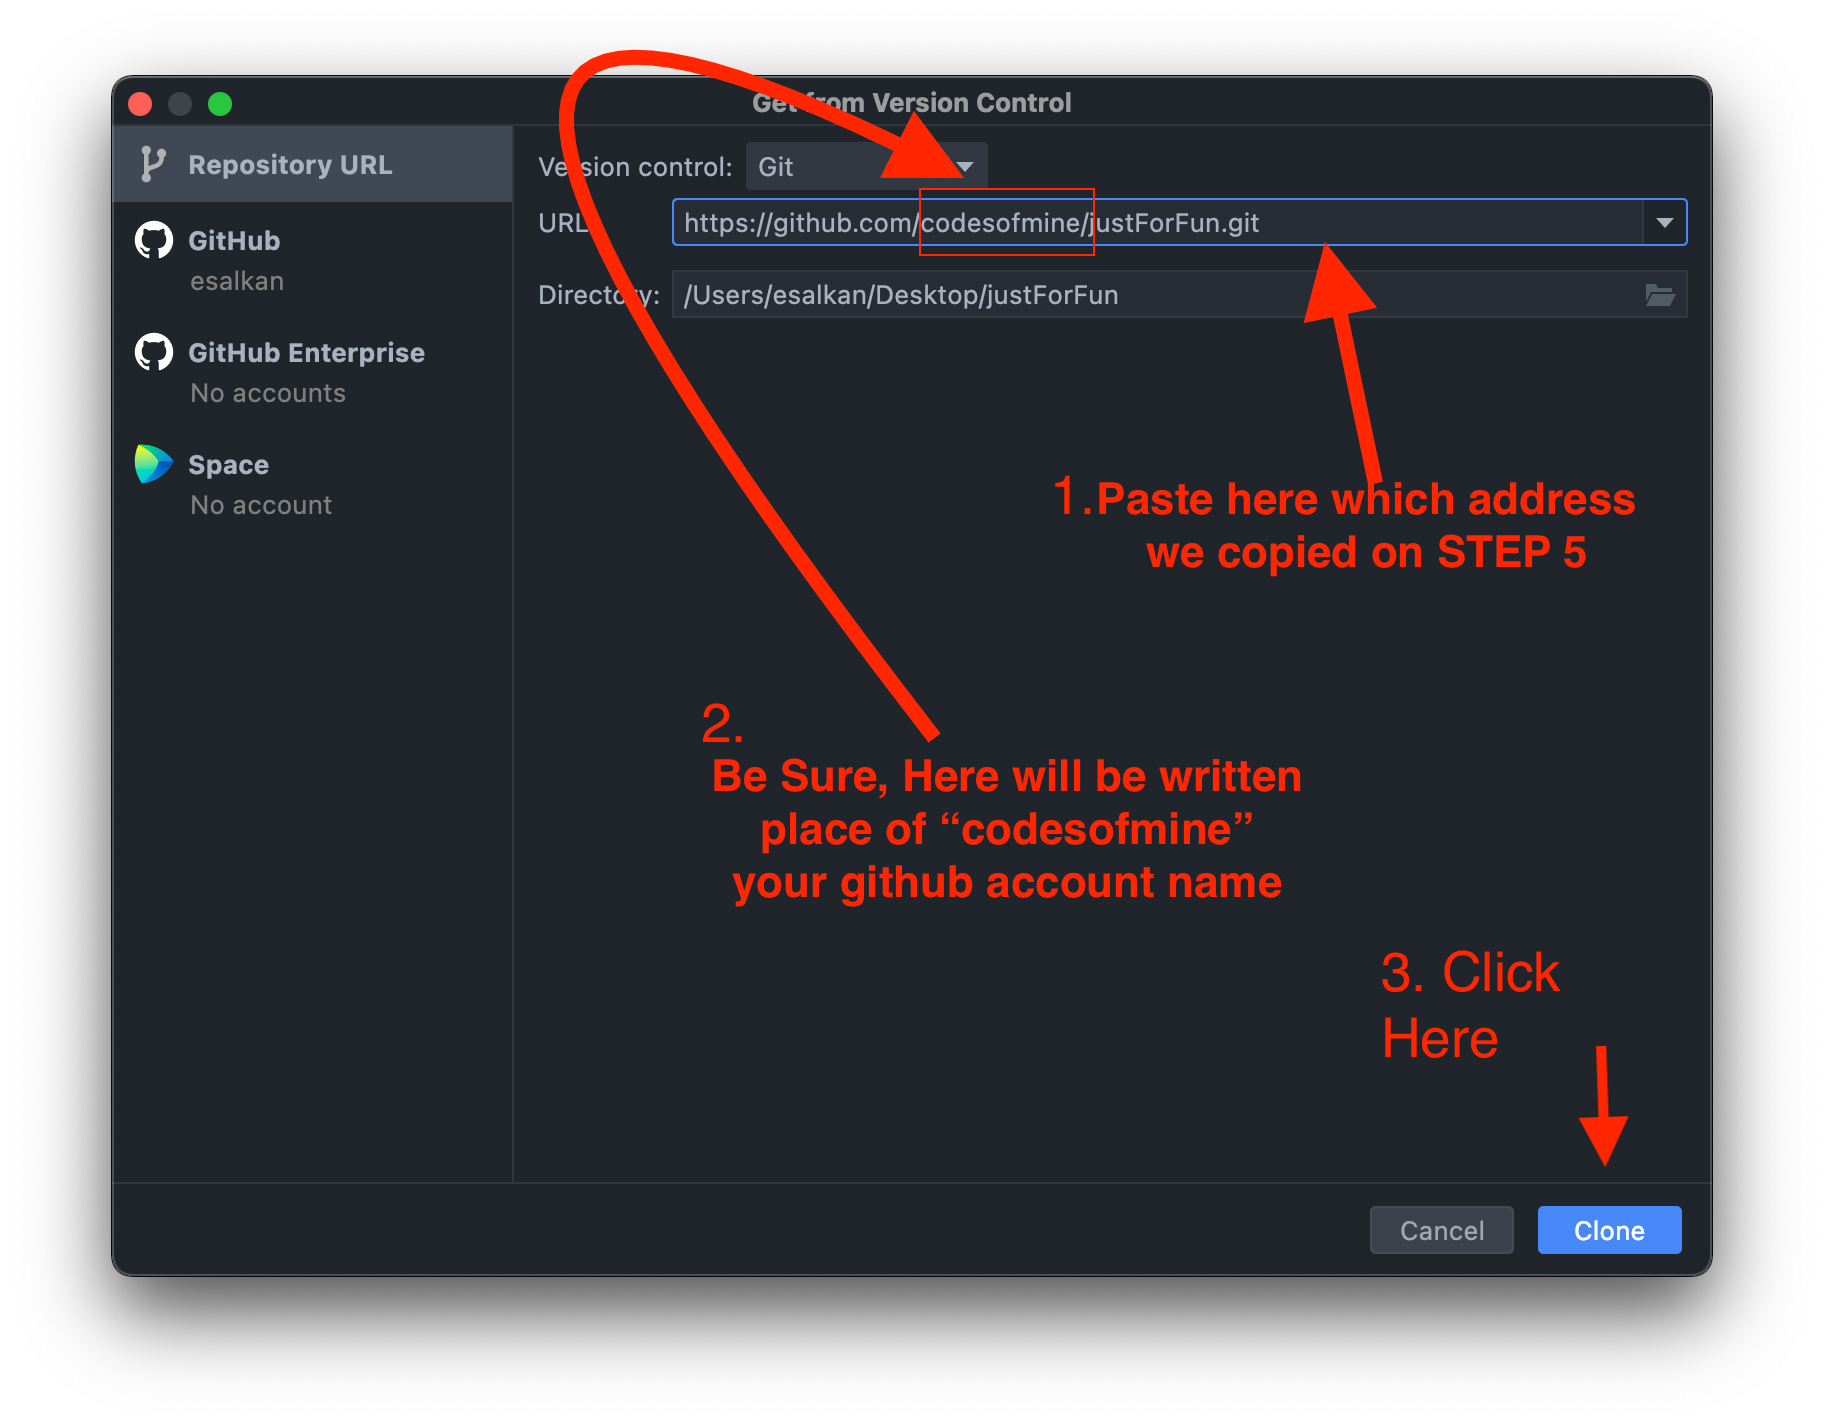 Get from Version Control
Repository URL
GitHub
esalkan
GitHub Enterprise
No accounts
Space
No account
Version control: Git
URL https://github.com/codesofmine/justForFun.git
Directory: /Users/esalkan/Desktop/justForFun
1.Paste here which address
we copied on STEP 5
2.
Be Sure, Here will be written
place of “codesofmine”
your github account name
3. Click
Here
Cancel
Clone